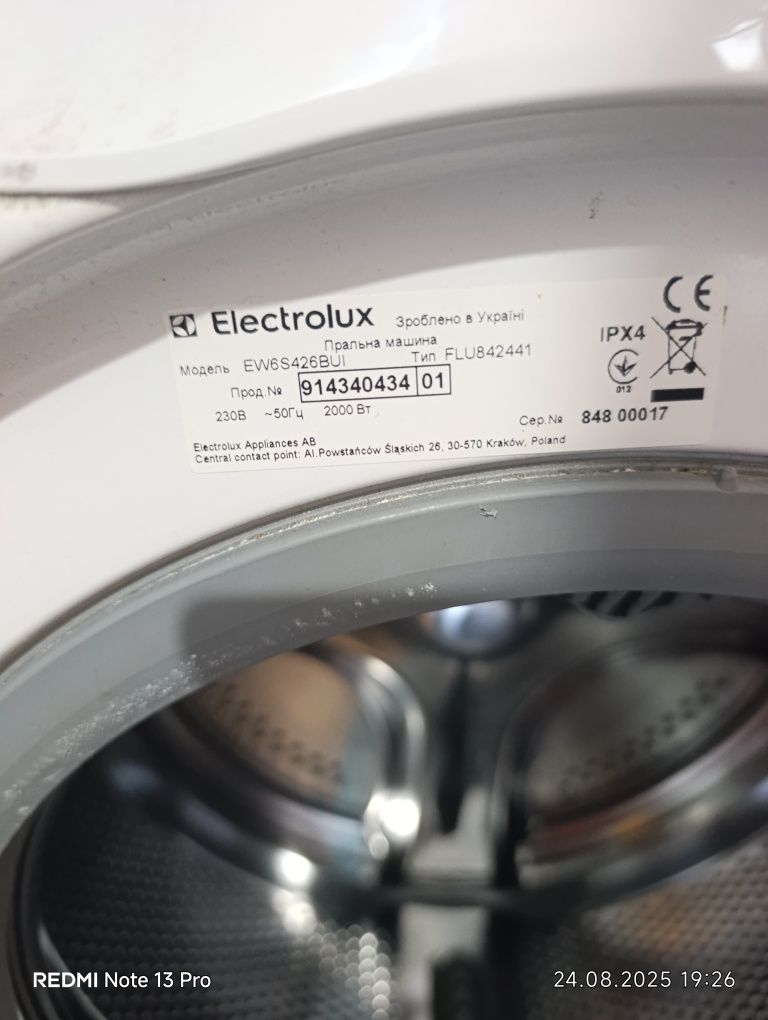 Electrolux Зроблено в Україні
Пральна машина
Модель EW6S426BUI Тип FLU842441
Прод.№ 914340434 01
230В ~50Гц 2000 Вт
Сер.№ 848 00017
Electrolux Appliances AB
Central contact point: Al.Powstańców Śląskich 26, 30-570 Kraków, Poland
CE
IPX4
012
REDMI Note 13 Pro
24.08.2025 19:26